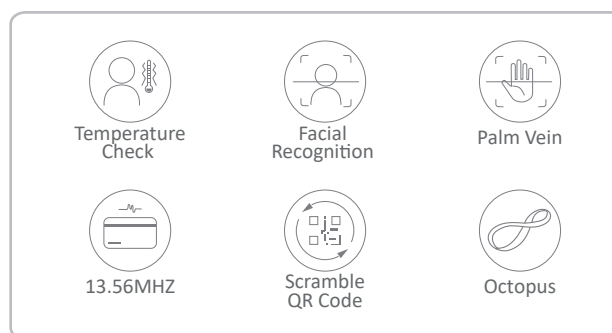 Temperature
Check
Facial
Recognition
Palm Vein
13.56MHZ
Scramble
QR Code
Octopus